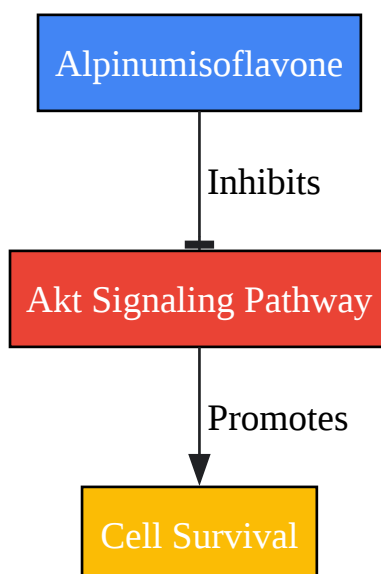 Alpinumisoflavone
Inhibits
Akt Signaling Pathway
Promotes
Cell Survival